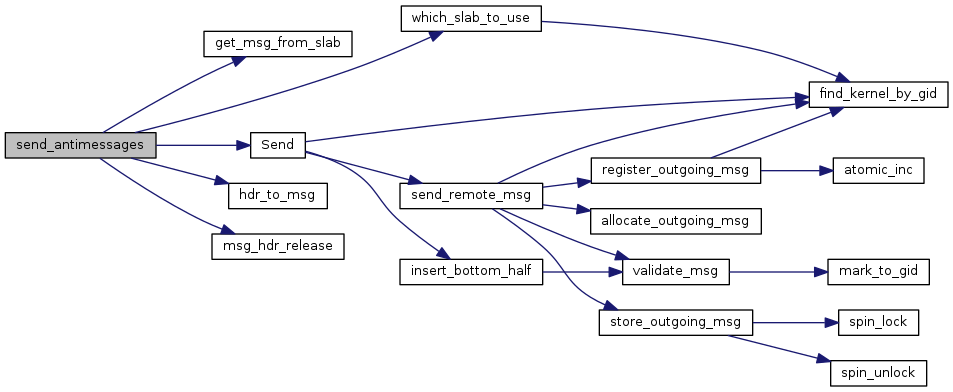 which_slab_to_use
get_msg_from_slab
find_kernel_by_gid
send_antimessages
Send
register_outgoing_msg
atomic_inc
hdr_to_msg
send_remote_msg
allocate_outgoing_msg
msg_hdr_release
insert_bottom_half
validate_msg
mark_to_gid
store_outgoing_msg
spin_lock
spin_unlock